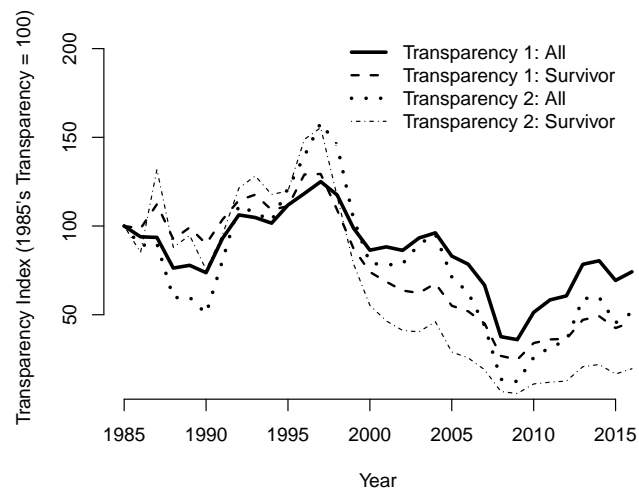 200
150
100
50
Transparency Index (1985's Transparency = 100)
Transparency 1: All
Transparency 1: Survivor
Transparency 2: All
Transparency 2: Survivor
1985 1990 1995 2000 2005 2010 2015
Year